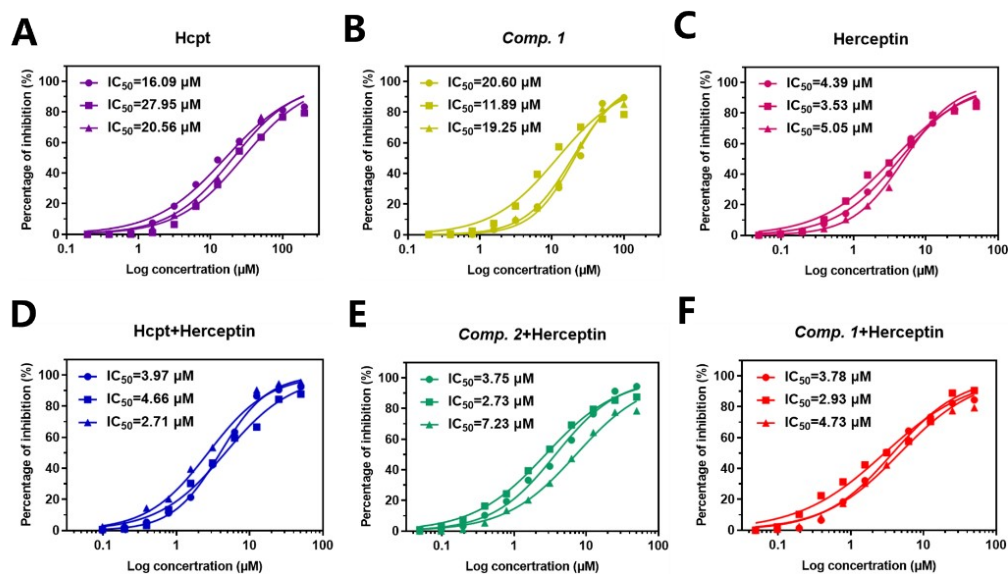 A
Hcpt
Percentage of inhibition (%)
100
80
60
40
20
0
IC50=16.09 µM
IC50=27.95 µM
IC50=20.56 µM
0.1 1 10 100
Log concertration (µM)
B
Comp. 1
Percentage of inhibition (%)
100
80
60
40
20
0
IC50=20.60 µM
IC50=11.89 µM
IC50=19.25 µM
0.1 1 10 100
Log concertration (µM)
C
Herceptin
Percentage of inhibition (%)
100
80
60
40
20
0
IC50=4.39 µM
IC50=3.53 µM
IC50=5.05 µM
0.1 1 10 100
Log concertration (µM)
D
Hcpt+Herceptin
Percentage of inhibition (%)
100
80
60
40
20
0
IC50=3.97 µM
IC50=4.66 µM
IC50=2.71 µM
0.1 1 10 100
Log concertration (µM)
E
Comp. 2+Herceptin
Percentage of inhibition (%)
100
80
60
40
20
0
IC50=3.75 µM
IC50=2.73 µM
IC50=7.23 µM
0.1 1 10 100
Log concertration (µM)
F
Comp. 1+Herceptin
Percentage of inhibition (%)
100
80
60
40
20
0
IC50=3.78 µM
IC50=2.93 µM
IC50=4.73 µM
0.1 1 10 100
Log concertration (µM)